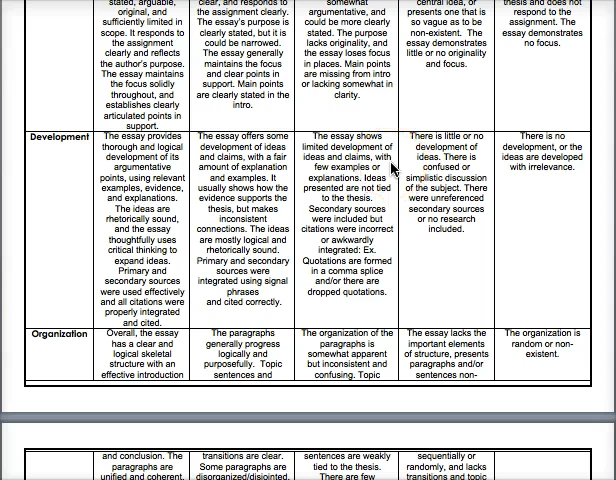 stated, arguable,
original, and
sufficiently limited in
scope. It responds to
the assignment
clearly and reflects
the author's purpose.
The essay maintains
the focus solidly
throughout, and
establishes clearly
articulated points in
support.
clear, and responds to
the assignment clearly.
The essay's purpose is
clearly stated, but it is
could be narrowed.
The essay generally
maintains the focus
and clear points in
support. Main points
are clearly stated in the
intro.
somewhat
argumentative, and
could be more clearly
stated. The purpose
lacks originality, and
the essay loses focus
in places. Main points
are missing from intro
or lacking somewhat in
clarity.
central idea, or
presents one that is
so vague as to be
non-existent. The
essay demonstrates
little or no originality
and focus.
thesis and does not
respond to the
assignment. The
essay demonstrates
no focus.
Development
The essay provides
thorough and logical
development of its
argumentative
points, using relevant
examples, evidence,
and explanations.
The ideas are
rhetorically sound,
and the essay
thoughtfully uses
critical thinking to
expand ideas.
Primary and
secondary sources
were used effectively
and all citations were
properly integrated
and cited.
The essay offers some
development of ideas
and claims, with a fair
amount of explanation
and examples. It
usually shows how the
evidence supports the
thesis, but makes
inconsistent
connections. The ideas
are mostly logical and
rhetorically sound.
Primary and secondary
sources were
integrated using signal
phrases
and cited correctly.
The essay shows
limited development of
ideas and claims, with
few examples or
explanations. Ideas
presented are not tied
to the thesis.
Secondary sources
were included but
citations were incorrect
or awkwardly
integrated: Ex.
Quotations are formed
in a comma splice
and/or there are
dropped quotations.
There is little or no
development of
ideas. There is
confused or
simplistic discussion
of the subject. There
were unreferenced
secondary sources
or no research
included.
There is no
development, or the
ideas are developed
with irrelevance.
Organization
Overall, the essay
has a clear and
logical skeletal
structure with an
effective introduction
The paragraphs
generally progress
logically and
purposefully. Topic
sentences and
The organization of the
paragraphs is
somewhat apparent
but inconsistent and
confusing. Topic
The essay lacks the
important elements
of structure, presents
paragraphs and/or
sentences non-
The organization is
random or non-
existent.
and conclusion. The
paragraphs are
unified and coherent.
transitions are clear.
Some paragraphs are
disorganized/disjointed.
sentences are weakly
tied to the thesis.
There are few
sequentially or
randomly, and lacks
transitions and topic